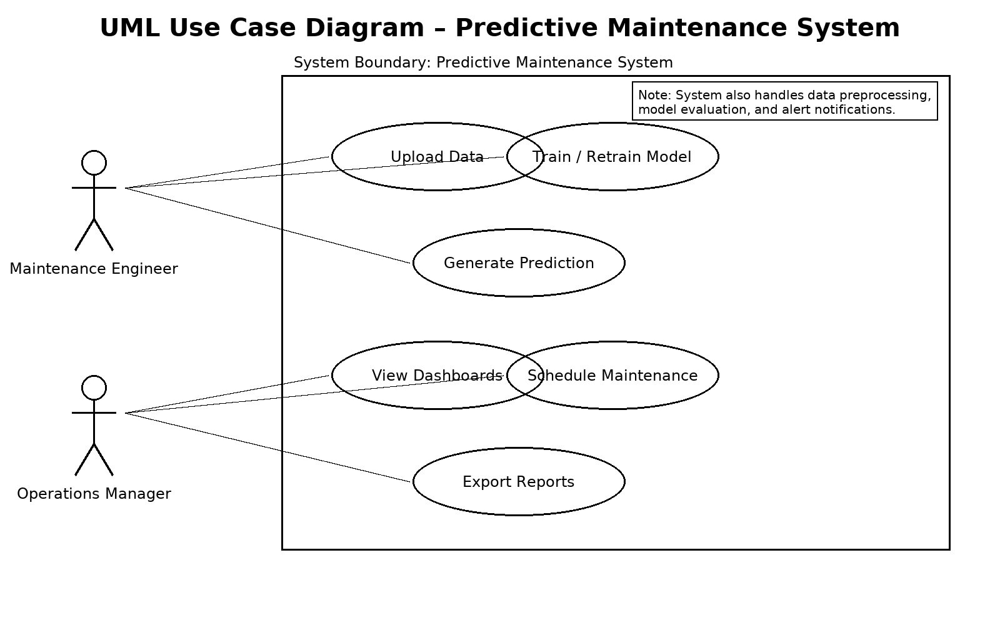 UML Use Case Diagram – Predictive Maintenance System
System Boundary: Predictive Maintenance System
Note: System also handles data preprocessing,
model evaluation, and alert notifications.
Upload Data
Train / Retrain Model
Maintenance Engineer
Generate Prediction
View Dashboards
Schedule Maintenance
Operations Manager
Export Reports